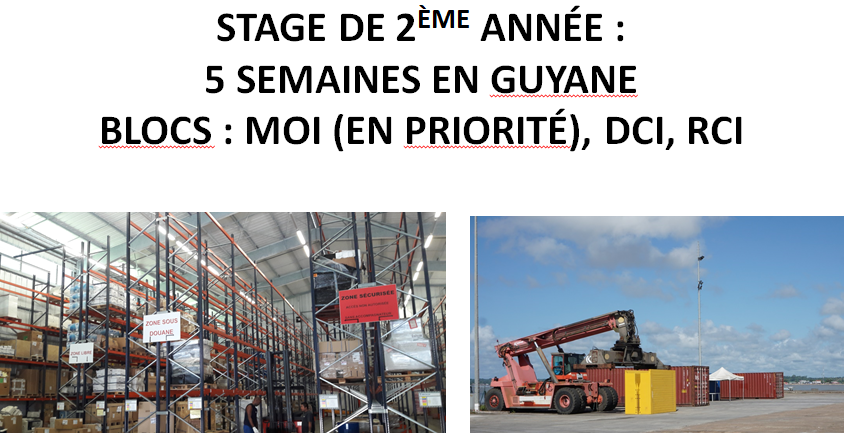 STAGE DE 2ÈME ANNÉE :
5 SEMAINES EN GUYANE
BLOCS : MOI (EN PRIORITÉ), DCI, RCI
ZONE SÉCURISÉE
ZONE SOUS
DOUANE
ZONE LIBRE